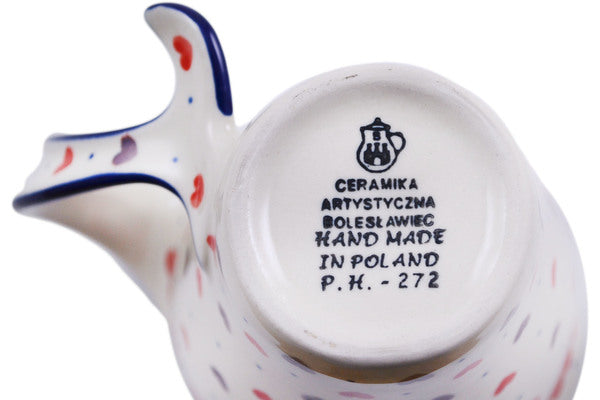 B
CERAMIKA
ARTYSTYCZNA
BOLESŁAWIEC
HAND MADE
IN POLAND
P.H. - 272